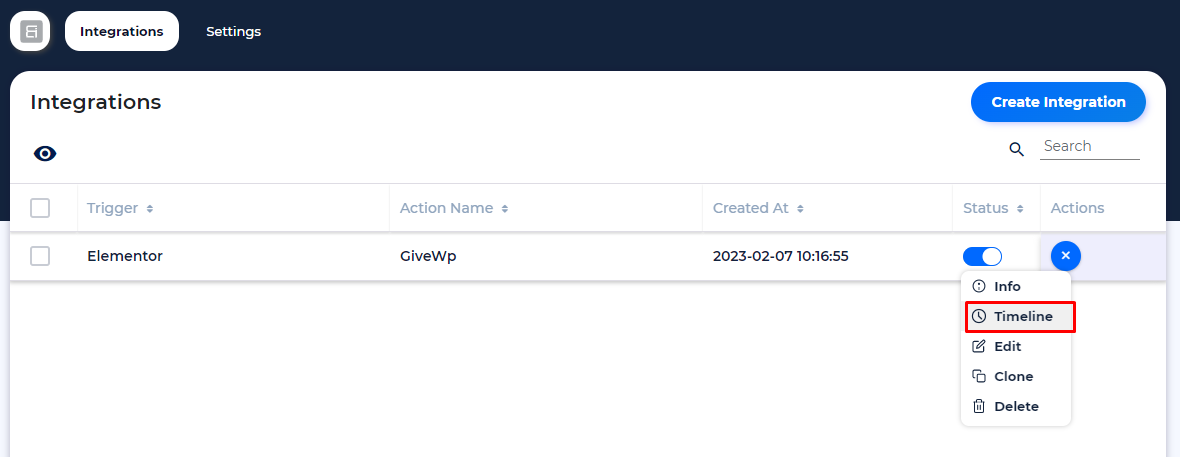 Integrations Settings
Integrations
Create Integration
Search
Trigger Action Name Created At Status Actions
Elementor GiveWp 2023-02-07 10:16:55
Info
Timeline
Edit
Clone
Delete